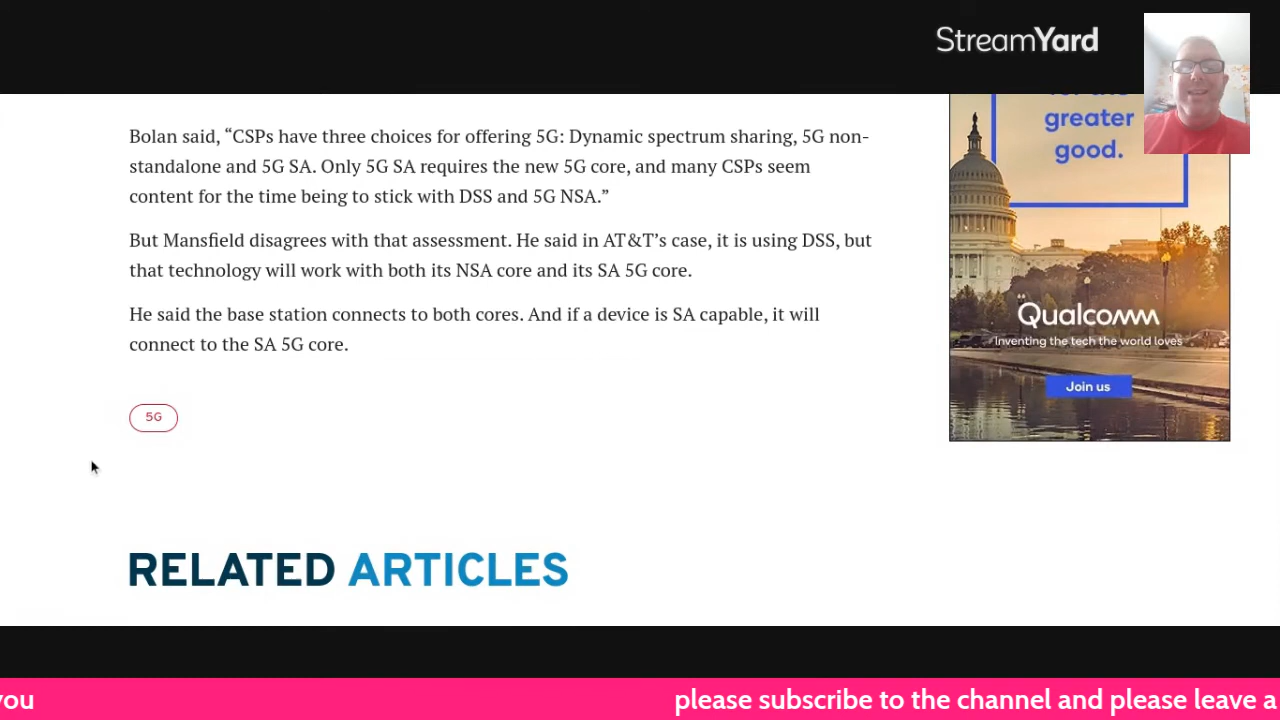 StreamYard
Bolan said, “CSPs have three choices for offering 5G: Dynamic spectrum sharing, 5G non-
standalone and 5G SA. Only 5G SA requires the new 5G core, and many CSPs seem
content for the time being to stick with DSS and 5G NSA.”
But Mansfield disagrees with that assessment. He said in AT&T’s case, it is using DSS, but
that technology will work with both its NSA core and its SA 5G core.
He said the base station connects to both cores. And if a device is SA capable, it will
connect to the SA 5G core.
5G
RELATED ARTICLES
greater
good.
Qualcomm
Inventing the tech the world loves
Join us
you
please subscribe to the channel and please leave a